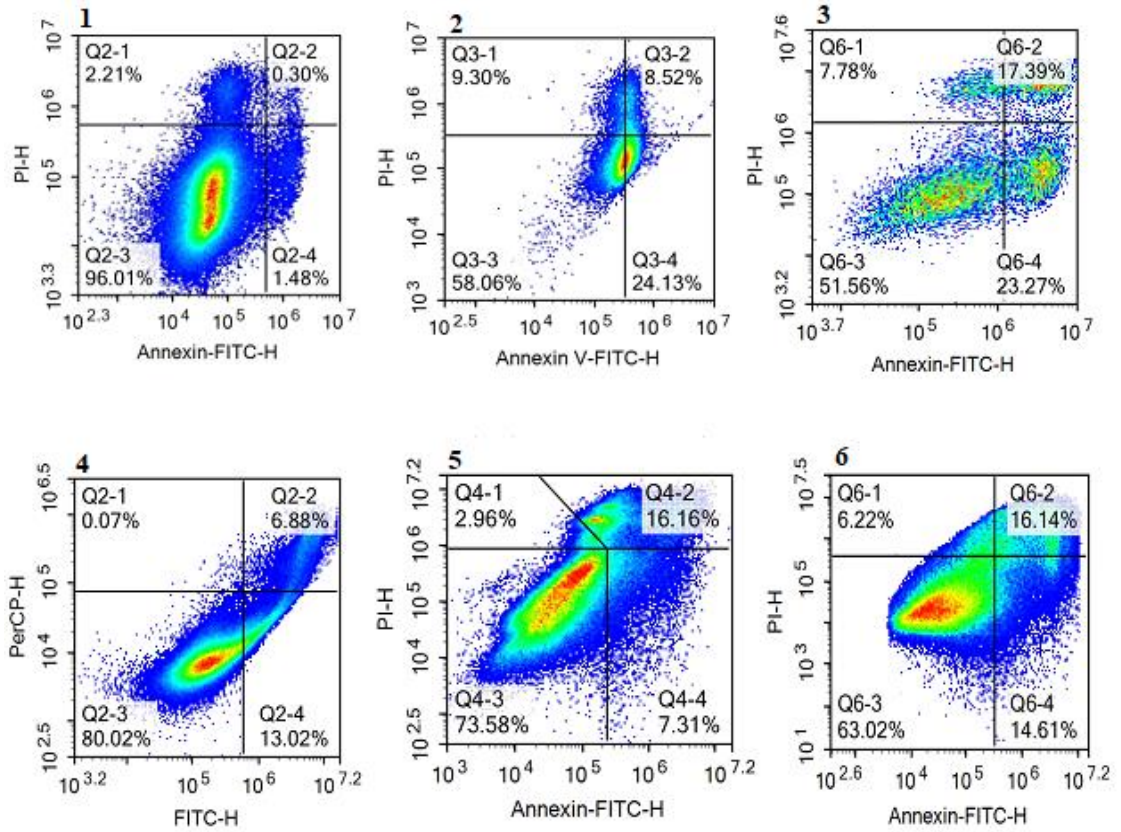 1
Q2-1
2.21%
Q2-2
0.30%
Q2-3
96.01%
Q2-4
1.48%
PI-H
10^7
10^6
10^5
10^3.3
10^2.3 10^4 10^5 10^6 10^7
Annexin-FITC-H
2
Q3-1
9.30%
Q3-2
8.52%
Q3-3
58.06%
Q3-4
24.13%
PI-H
10^7
10^6
10^5
10^4
10^3
10^2.5 10^4 10^5 10^6 10^7
Annexin V-FITC-H
3
Q6-1
7.78%
Q6-2
17.39%
Q6-3
51.56%
Q6-4
23.27%
PI-H
10^7.6
10^6
10^5
10^3.2
10^3.7 10^5 10^6 10^7
Annexin-FITC-H
4
Q2-1
0.07%
Q2-2
6.88%
Q2-3
80.02%
Q2-4
13.02%
PerCP-H
10^6.5
10^5
10^4
10^2.5
10^3.2 10^5 10^6 10^7.2
FITC-H
5
Q4-1
2.96%
Q4-2
16.16%
Q4-3
73.58%
Q4-4
7.31%
PI-H
10^7.2
10^6
10^5
10^4
10^2.5
10^3 10^4 10^5 10^6 10^7.2
Annexin-FITC-H
6
Q6-1
6.22%
Q6-2
16.14%
Q6-3
63.02%
Q6-4
14.61%
PI-H
10^7.5
10^5
10^3
10^1
10^2.6 10^4 10^5 10^6 10^7.2
Annexin-FITC-H